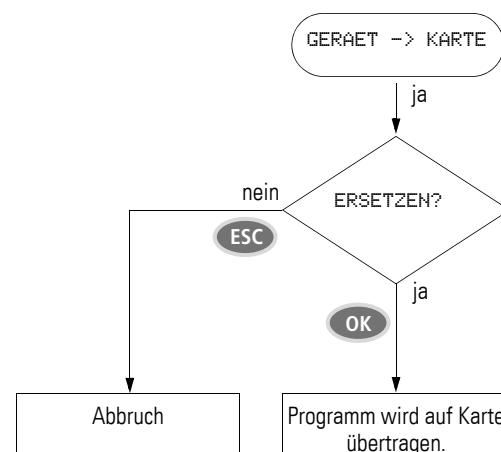 GERAET -> KARTE
ja
nein
ERSETZEN?
ESC
ja
OK
Abbruch
Programm wird auf Karte
übertragen.